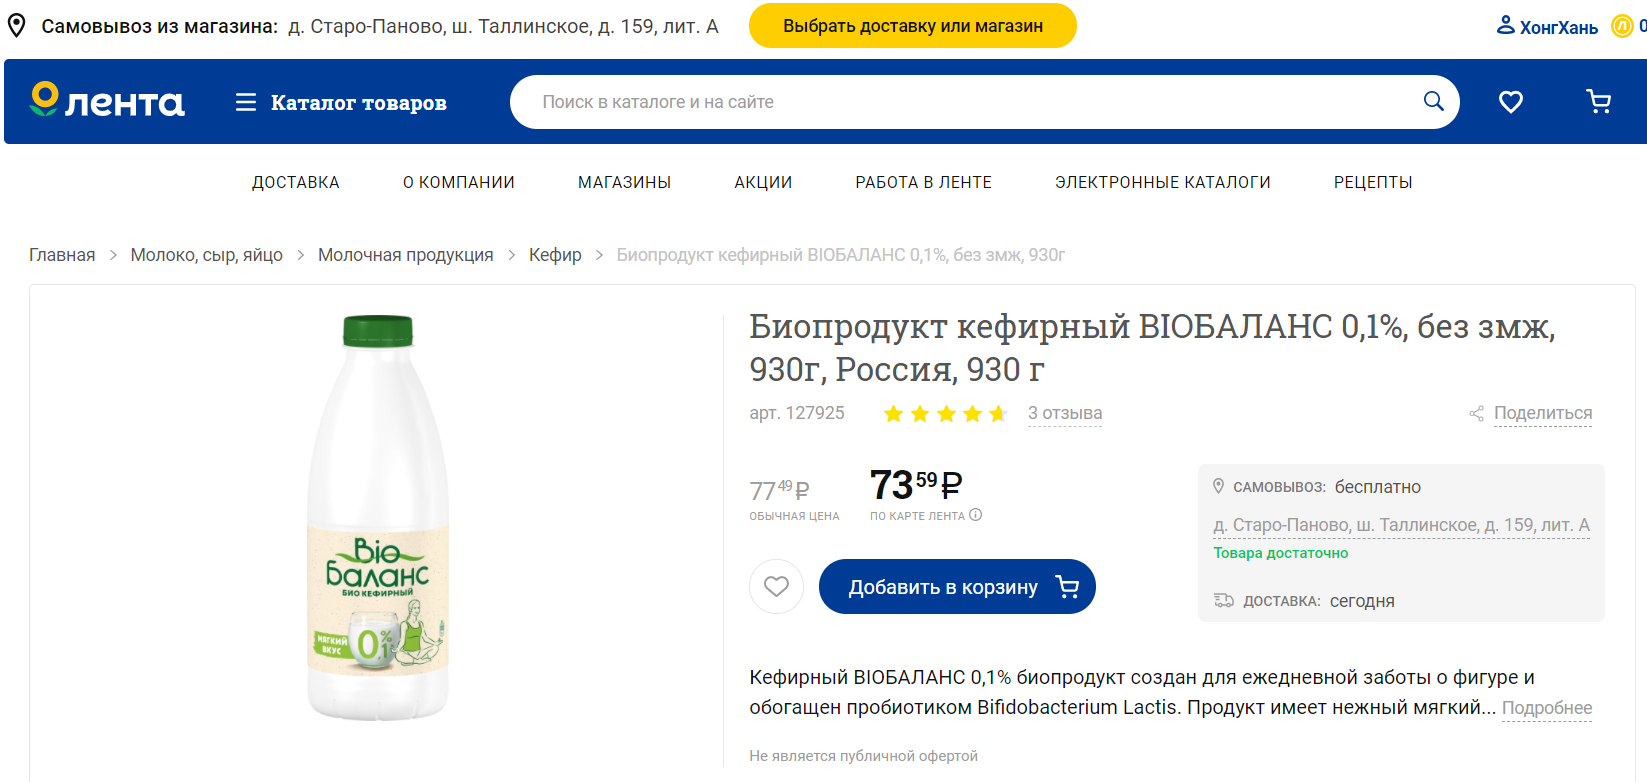 Самовывоз из магазина: д. Старо-Паново, ш. Таллинское, д. 159, лит. А
Выбрать доставку или магазин
ХонгХань
лента
Каталог товаров
Поиск в каталоге и на сайте
ДОСТАВКА О КОМПАНИИ МАГАЗИНЫ АКЦИИ РАБОТА В ЛЕНТЕ ЭЛЕКТРОННЫЕ КАТАЛОГИ РЕЦЕПТЫ
Главная > Молоко, сыр, яйцо > Молочная продукция > Кефир > Биопродукт кефирный BIOБАЛАНС 0,1%, без змж, 930г
Bio
Баланс
БИО КЕФИРНЫЙ
МЯГКИЙ
ВКУС
0,1%
Биопродукт кефирный BIOБАЛАНС 0,1%, без змж,
930г, Россия, 930 г
арт. 127925 3 отзыва
Поделиться
77 49 ₽
ОБЫЧНАЯ ЦЕНА
73 59 ₽
ПО КАРТЕ ЛЕНТА
Добавить в корзину
САМОВЫВОЗ: бесплатно
д. Старо-Паново, ш. Таллинское, д. 159, лит. А
Товара достаточно
ДОСТАВКА: сегодня
Кефирный BIOБАЛАНС 0,1% биопродукт создан для ежедневной заботы о фигуре и
обогащен пробиотиком Bifidobacterium Lactis. Продукт имеет нежный мягкий... Подробнее
Не является публичной офертой